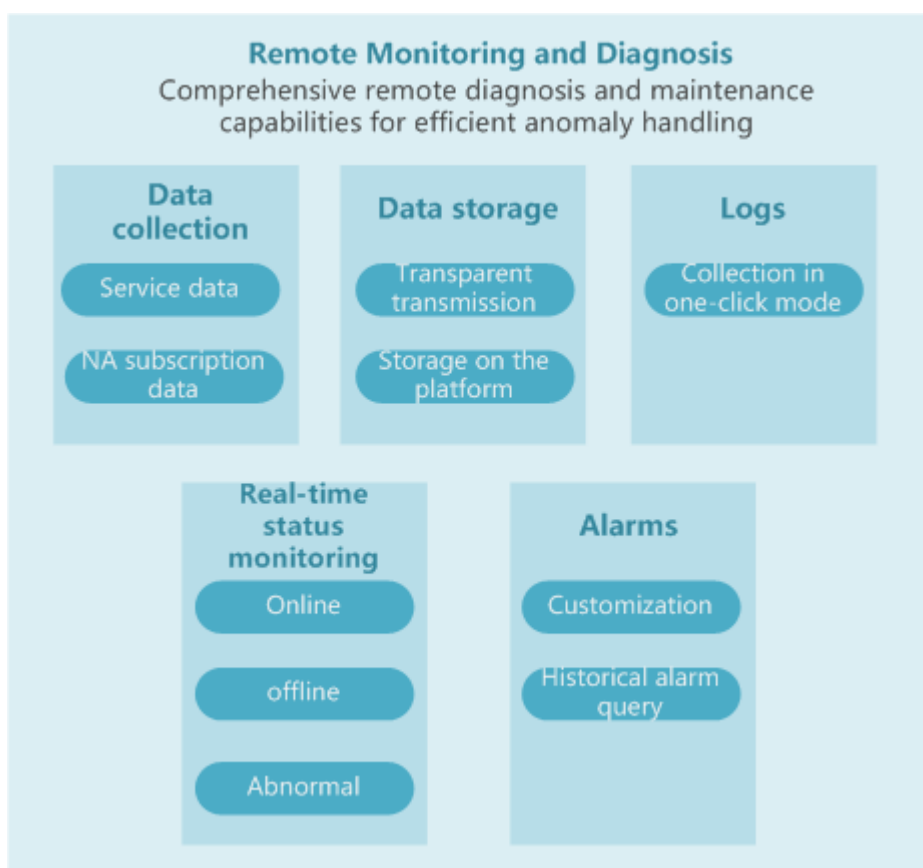 Remote Monitoring and Diagnosis
Comprehensive remote diagnosis and maintenance
capabilities for efficient anomaly handling
Data
collection
Service data
NA subscription
data
Data storage
Transparent
transmission
Storage on the
platform
Logs
Collection in
one-click mode
Real-time
status
monitoring
Online
offline
Abnormal
Alarms
Customization
Historical alarm
query